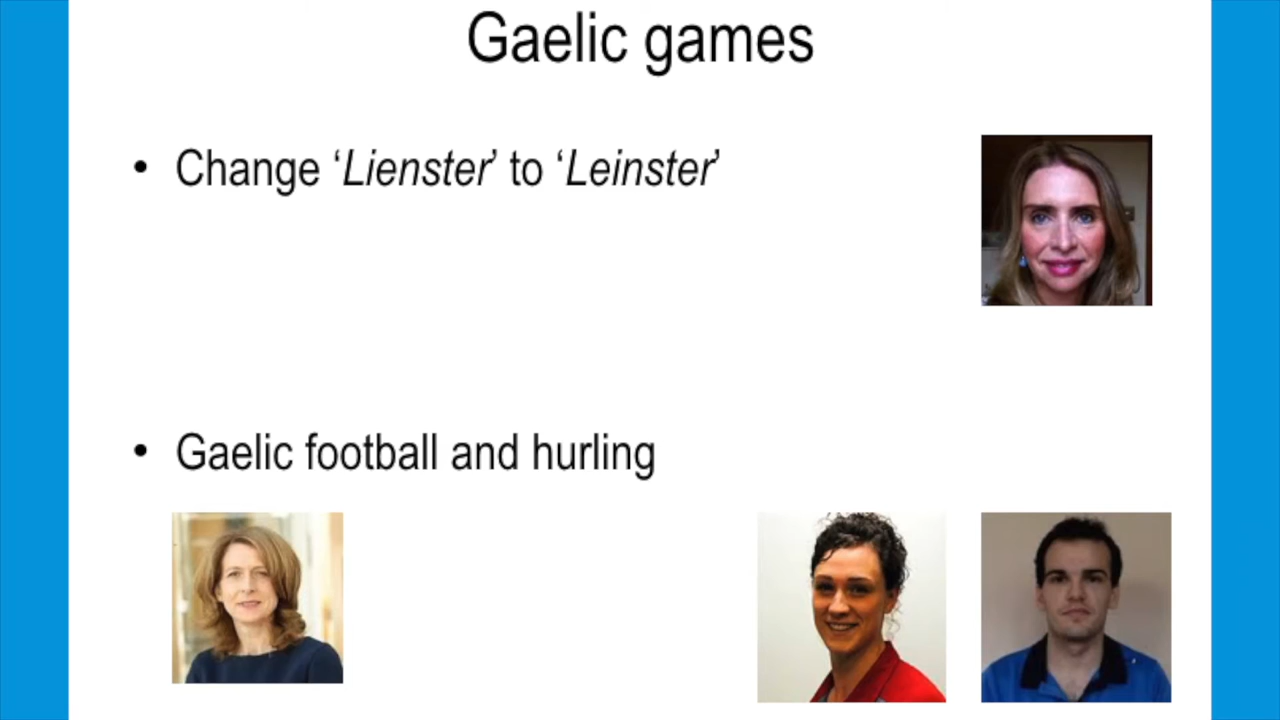 Gaelic games
• Change ‘Lienster’ to ‘Leinster’
• Gaelic football and hurling